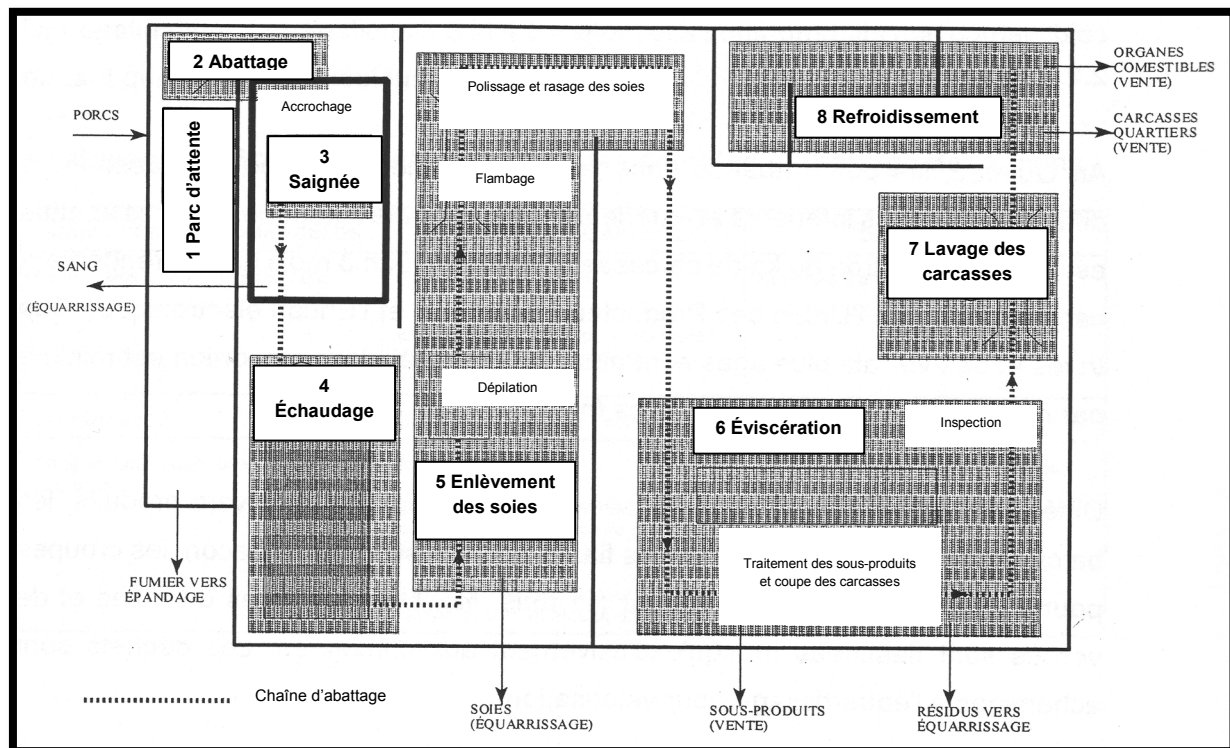 2 Abattage
Accrochage
PORCS
1 Parc d'attente
3
Saignée
SANG
(ÉQUARRISSAGE)
4
Échaudage
FUMIER VERS
ÉPANDAGE
Polissage et rasage des soies
Flambage
Dépilation
5 Enlèvement
des soies
SOIES
(ÉQUARRISSAGE)
6 Éviscération
Inspection
Traitement des sous-produits
et coupe des carcasses
SOUS-PRODUITS
(VENTE)
RÉSIDUS VERS
ÉQUARRISSAGE
7 Lavage des
carcasses
8 Refroidissement
ORGANES
COMESTIBLES
(VENTE)
CARCASSES
QUARTIERS
(VENTE)
Chaîne d'abattage